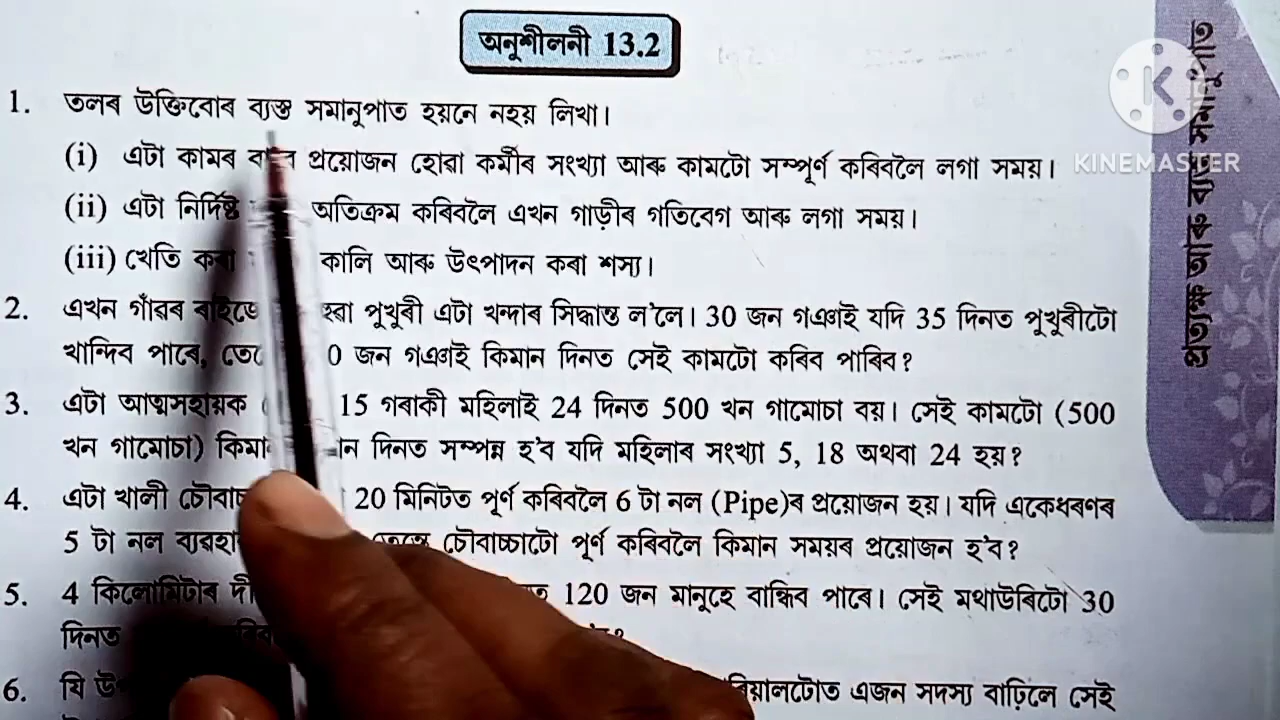 অনুশীলনী 13.2
1. তলৰ উক্তিবোৰ ব্যস্ত সমানুপাত হয়নে নহয় লিখা।
(i) এটা কামৰ প্ৰয়োজন হোৱা কৰ্মীৰ সংখ্যা আৰু কামটো সম্পূৰ্ণ কৰিবলৈ লগা সময়।
(ii) এটা নিৰ্দিষ্ট অতিক্ৰম কৰিবলৈ এখন গাড়ীৰ গতিবেগ আৰু লগা সময়।
(iii) খেতি কৰা কালি আৰু উৎপাদন কৰা শস্য।
2. এখন গাঁৱৰ পুখুৰী এটা খন্দাৰ সিদ্ধান্ত ল'লে। 30 জন গঞাই যদি 35 দিনত পুখুৰীটো
খান্দিব পাৰে, জন গঞাই কিমান দিনত সেই কামটো কৰিব পাৰিব?
3. এটা আত্মসহায়ক 15 গৰাকী মহিলাই 24 দিনত 500 খন গামোচা বয়। সেই কামটো (500
খন গামোচা) দিনত সম্পন্ন হ'ব যদি মহিলাৰ সংখ্যা 5, 18 অথবা 24 হয়?
4. এটা খালী 20 মিনিটত পূৰ্ণ কৰিবলৈ 6 টা নল (Pipe)ৰ প্ৰয়োজন হয়। যদি একেধৰণৰ
5 টা নল চৌবাচ্চাটো পূৰ্ণ কৰিবলৈ কিমান সময়ৰ প্ৰয়োজন হ'ব?
5. 4 কিলোমিটাৰ 120 জন মানুহে বান্ধিব পাৰে। সেই মথাউৰিটো 30
দিনত
6. যি এজন সদস্য বাঢ়িলে সেই
প্ৰত্যক্ষ আৰু ব্যস্ত সমানুপাত
KINEMASTER